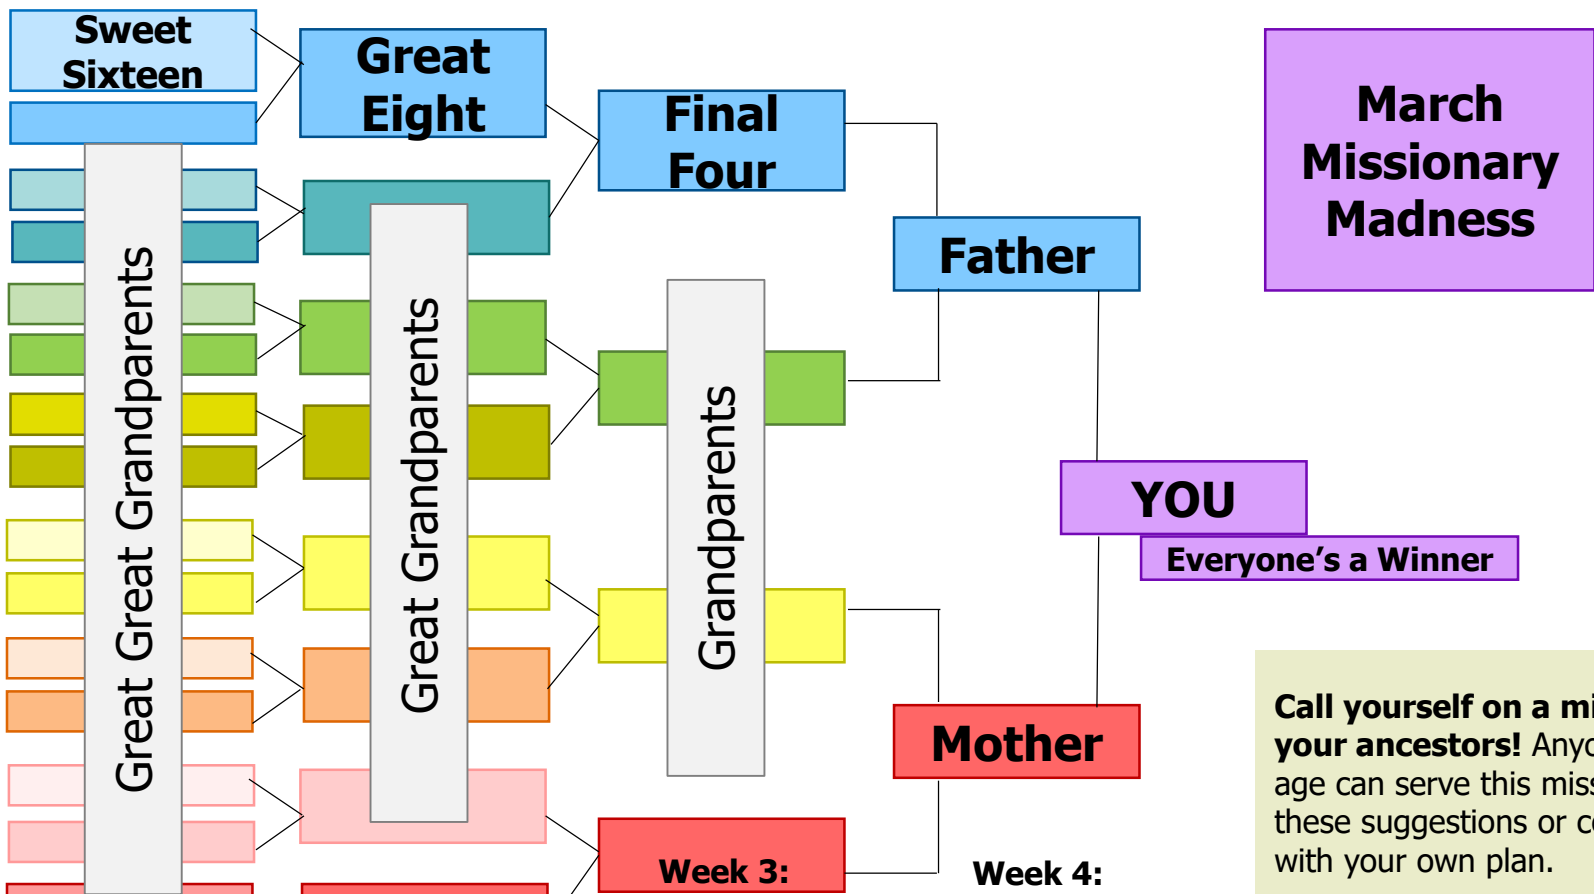 Sweet
Sixteen
Great
Eight
Final
Four
March
Missionary
Madness
Father
Great Great Grandparents
Great Grandparents
Grandparents
YOU
Everyone’s a Winner
Mother
Call yourself on a mi
your ancestors! Anyo
age can serve this miss
these suggestions or co
with your own plan.
Week 3:
Week 4: